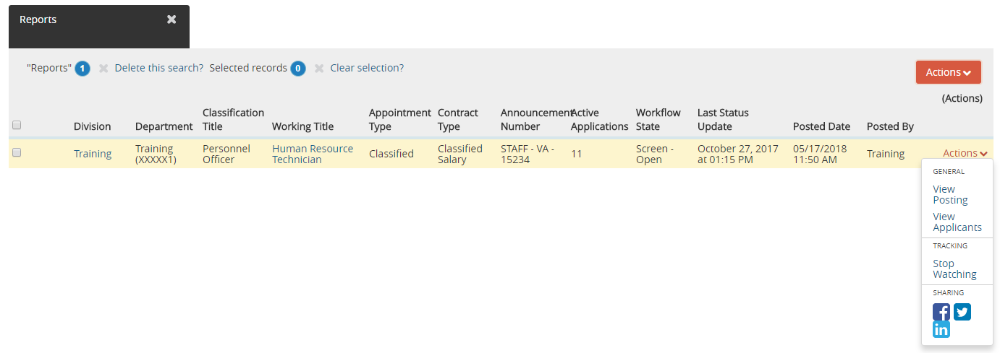 Reports
"Reports" 1 Delete this search? Selected records 0 Clear selection?
Actions
(Actions)
Division
Department
Classification
Title
Working Title
Appointment
Type
Contract
Type
Announcement
Number
Active
Applications
Workflow
State
Last Status
Update
Posted Date
Posted By
Training
Training
(XXXXX1)
Personnel
Officer
Human Resource
Technician
Classified
Classified
Salary
STAFF - VA -
15234
11
Screen -
Open
October 27, 2017
at 01:15 PM
05/17/2018
11:50 AM
Training
Actions
GENERAL
View
Posting
View
Applicants
TRACKING
Stop
Watching
SHARING
f
in